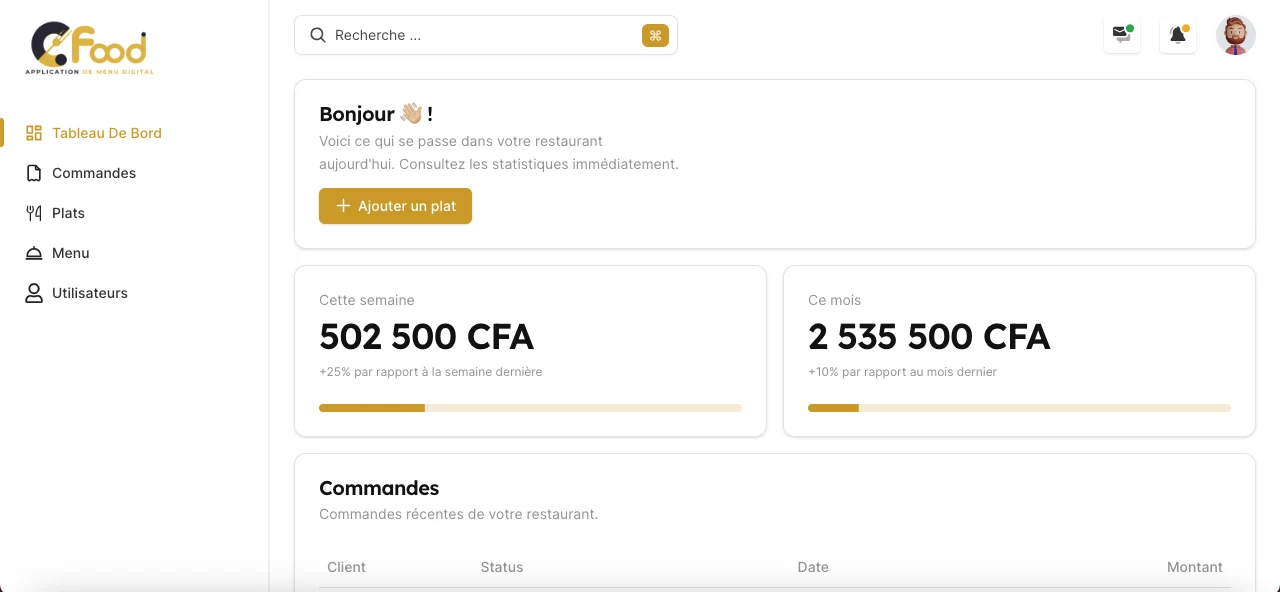 Food
APPLICATION DE MENU DIGITAL
Tableau De Bord
Commandes
Plats
Menu
Utilisateurs
Recherche ...
⌘
Bonjour 👋🏼 !
Voici ce qui se passe dans votre restaurant
aujourd'hui. Consultez les statistiques immédiatement.
Ajouter un plat
Cette semaine
502 500 CFA
+25% par rapport à la semaine dernière
Ce mois
2 535 500 CFA
+10% par rapport au mois dernier
Commandes
Commandes récentes de votre restaurant.
Client Status Date Montant